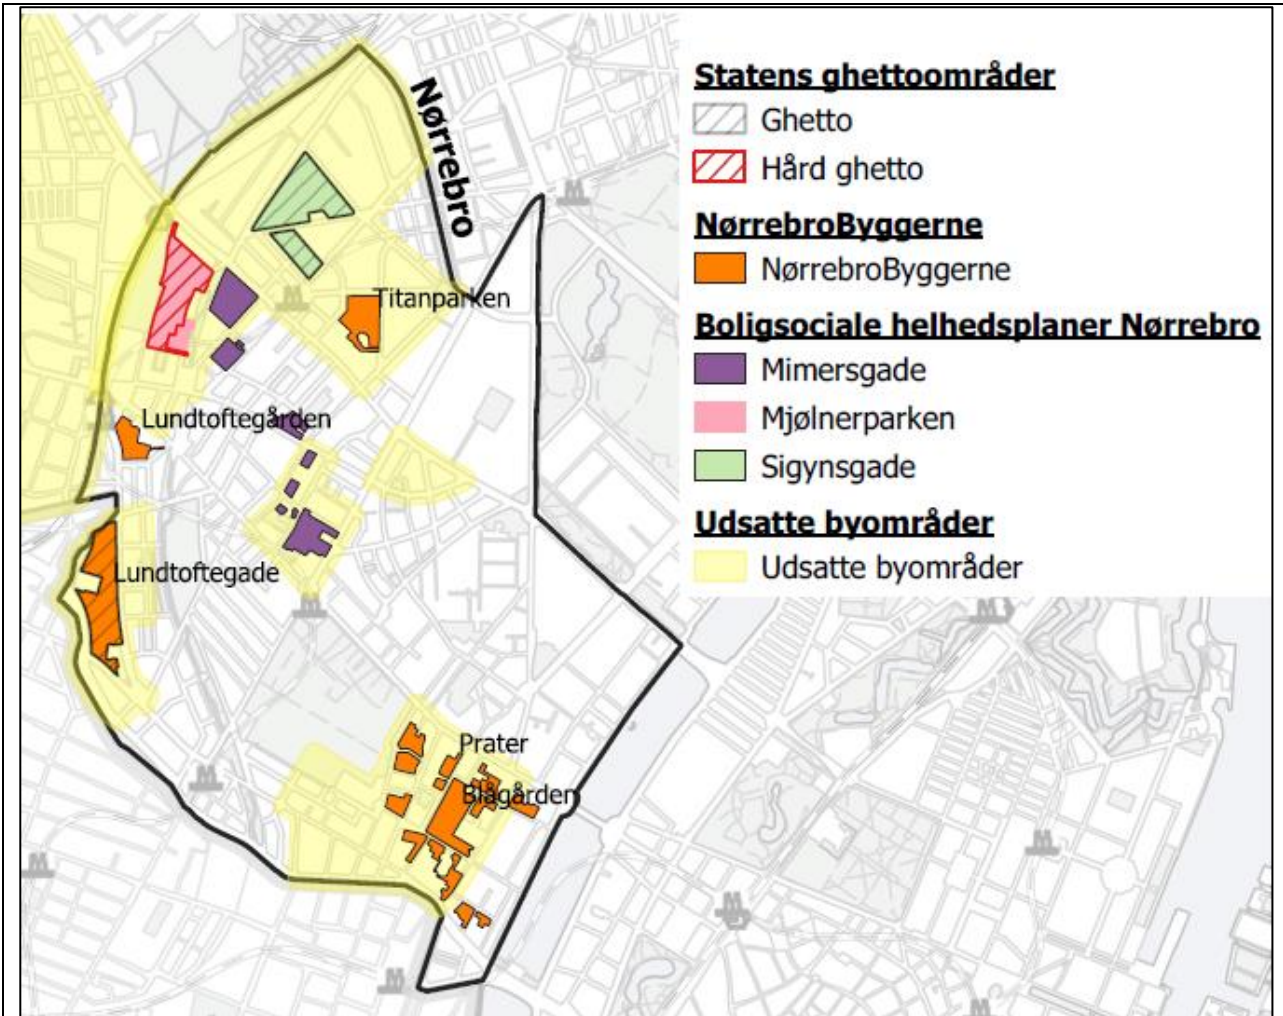 Nørrebro
Titanparken
Lundtoftegården
Lundtoftegade
Prater
Blågården
Statens ghettoområder
Ghetto
Hård ghetto
NørrebroByggerne
NørrebroByggerne
Boligsociale helhedsplaner Nørrebro
Mimersgade
Mjølnerparken
Sigynsgade
Udsatte byområder
Udsatte byområder
M
M
M
M
M
M
M
M
M
M
M